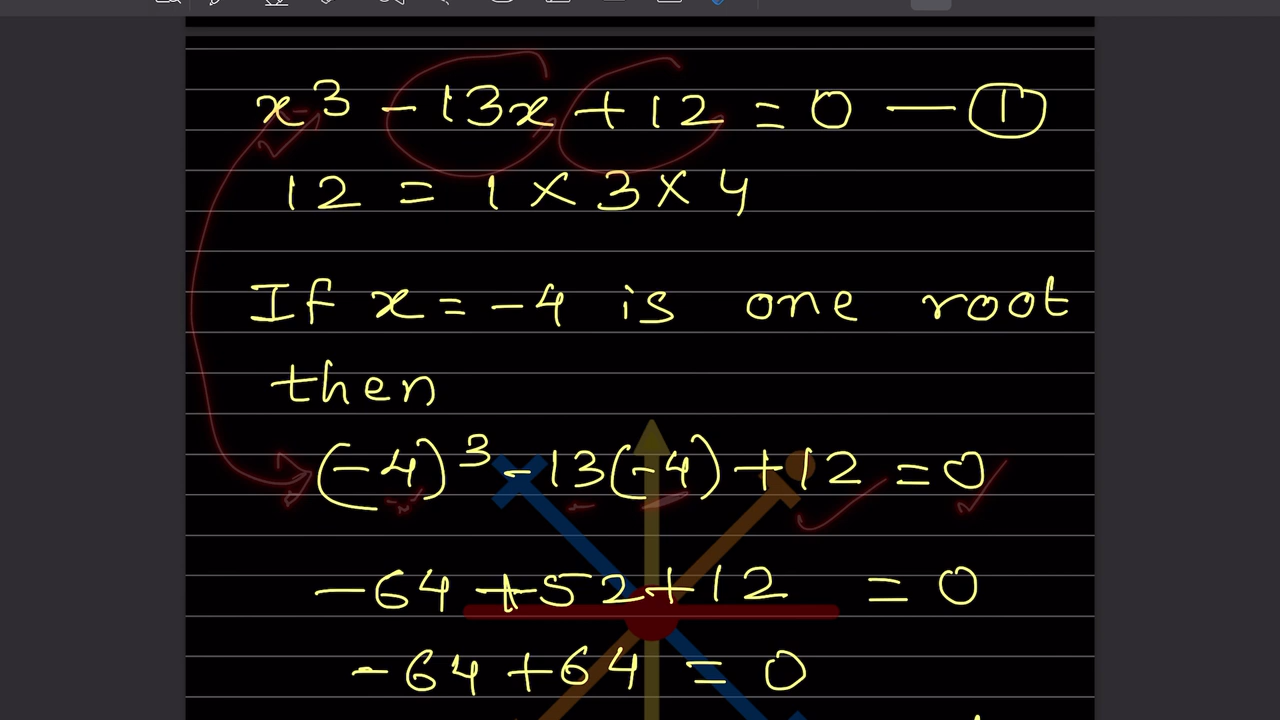 x³ - 13x + 12 = 0 — ①
12 = 1 × 3 × 4
If x = -4 is one root
then
(-4)³ - 13(-4) + 12 = 0
-64 + 52 + 12 = 0
-64 + 64 = 0